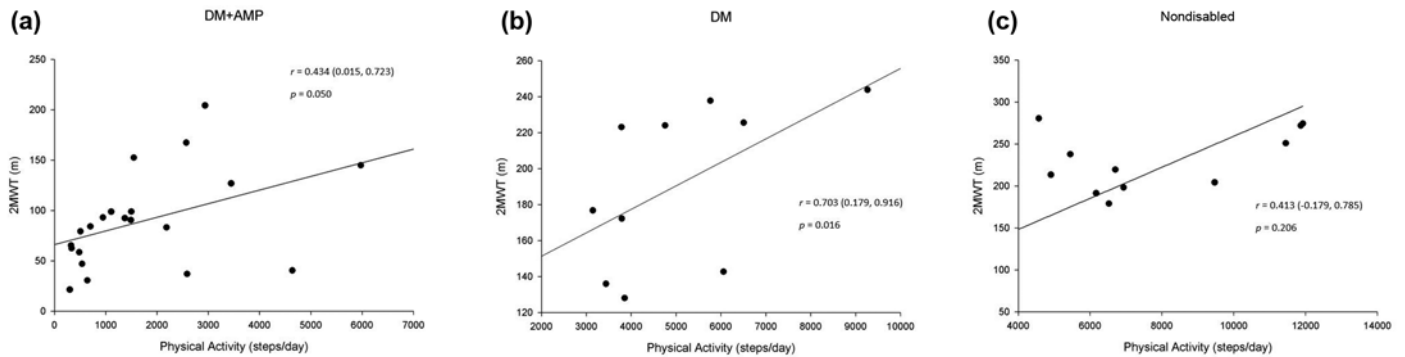 (a)
DM+AMP
250
200
150
100
50
0
2MWT (m)
r = 0.434 (0.015, 0.723)
p = 0.050
0 1000 2000 3000 4000 5000 6000 7000
Physical Activity (steps/day)
(b)
DM
260
240
220
200
180
160
140
120
2MWT (m)
r = 0.703 (0.179, 0.916)
p = 0.016
2000 3000 4000 5000 6000 7000 8000 9000 10000
Physical Activity (steps/day)
(c)
Nondisabled
350
300
250
200
150
100
50
0
2MWT (m)
r = 0.413 (-0.179, 0.785)
p = 0.206
4000 6000 8000 10000 12000 14000
Physical Activity (steps/day)